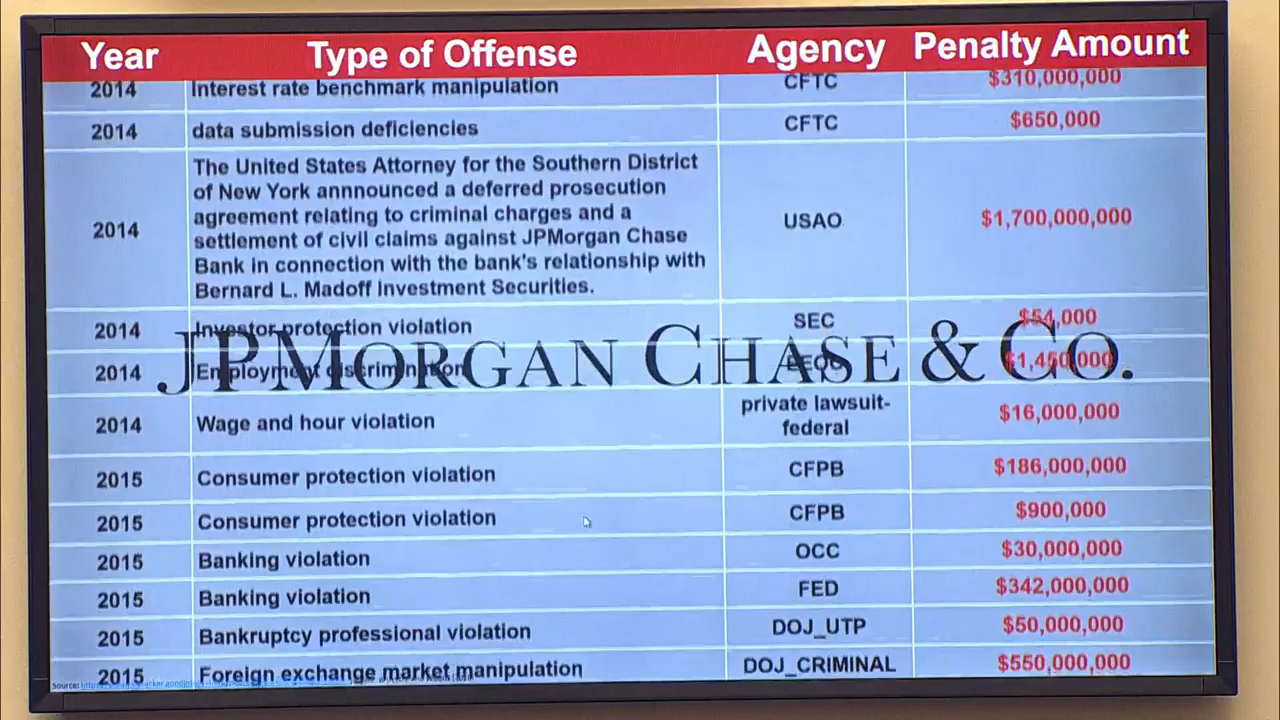 Year Type of Offense Agency Penalty Amount
2014 Interest rate benchmark manipulation CFTC $310,000,000
2014 data submission deficiencies CFTC $650,000
The United States Attorney for the Southern District
of New York annnounced a deferred prosecution
agreement relating to criminal charges and a
2014 settlement of civil claims against JPMorgan Chase USAO $1,700,000,000
Bank in connection with the bank's relationship with
Bernard L. Madoff Investment Securities.
2014 Investor protection violation SEC $54,000
JPMORGAN CHASE & CO.
2014 Employment discrimination EEOC $1,450,000
2014 Wage and hour violation private lawsuit-
federal $16,000,000
2015 Consumer protection violation CFPB $186,000,000
2015 Consumer protection violation CFPB $900,000
2015 Banking violation OCC $30,000,000
2015 Banking violation FED $342,000,000
2015 Bankruptcy professional violation DOJ_UTP $50,000,000
2015 Foreign exchange market manipulation DOJ_CRIMINAL $550,000,000
Source: